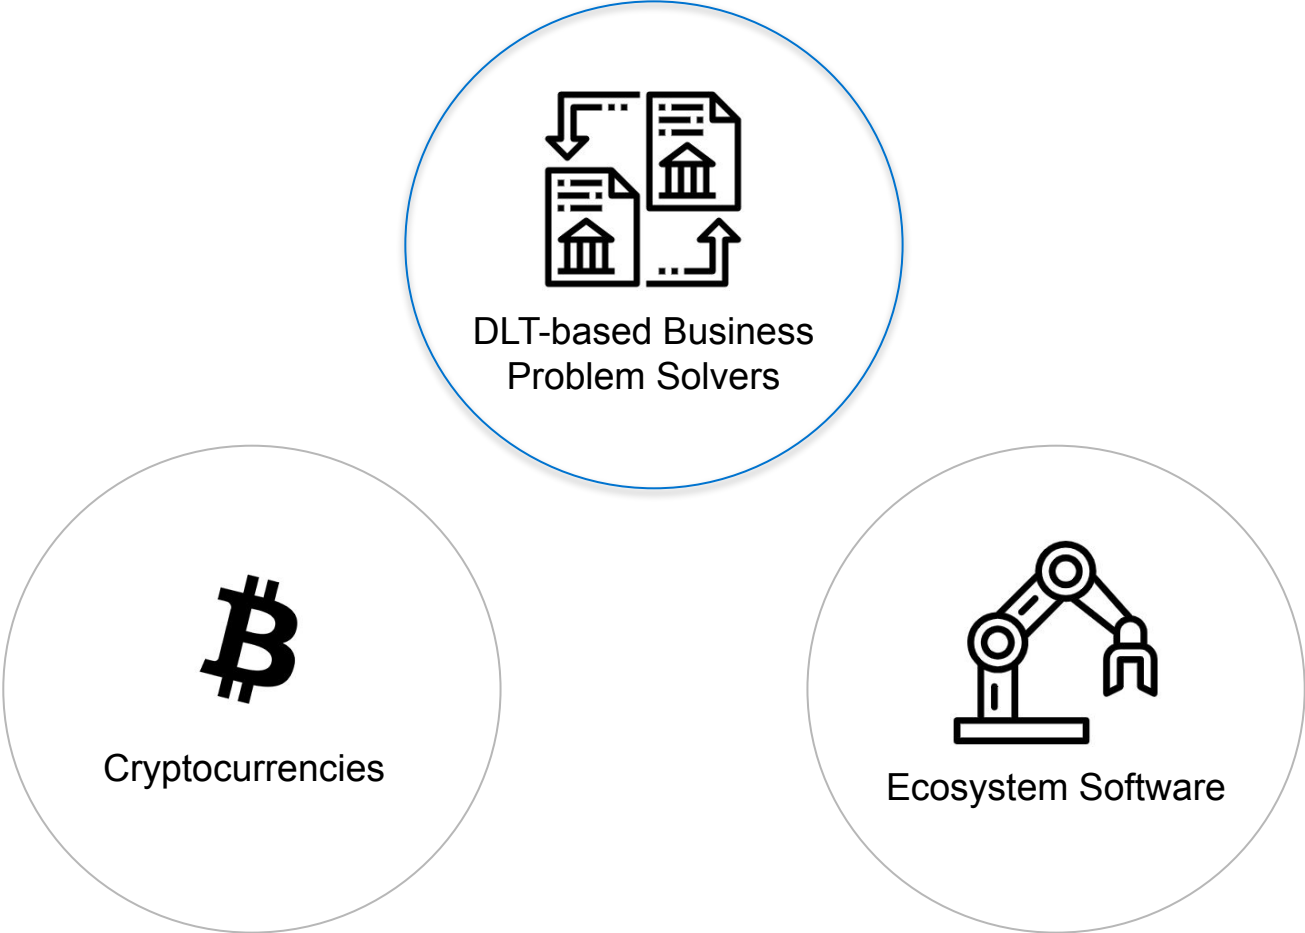 DLT-based Business
Problem Solvers
Cryptocurrencies
Ecosystem Software